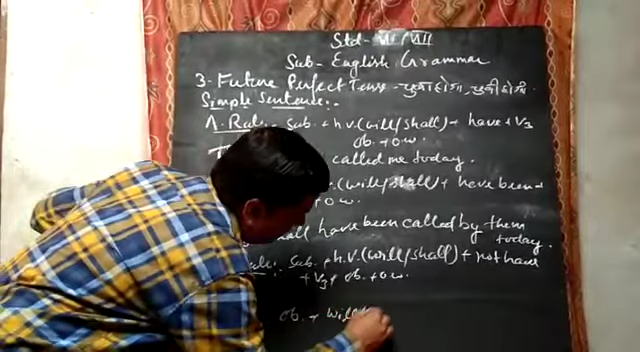 Std- VII
Sub- English Grammar
3- Future Perfect Tense -
Simple Sentence:-
A. Rule:- Sub. + h.v.(will/shall) + have + V3
ob. + o.w.
called me today.
.(will/shall) + have been +
o.w.
shall have been called by them
today.
Rule:- Sub. + h.v.(will/shall) + not have
+ V3 + ob. + o.w.
ob. +